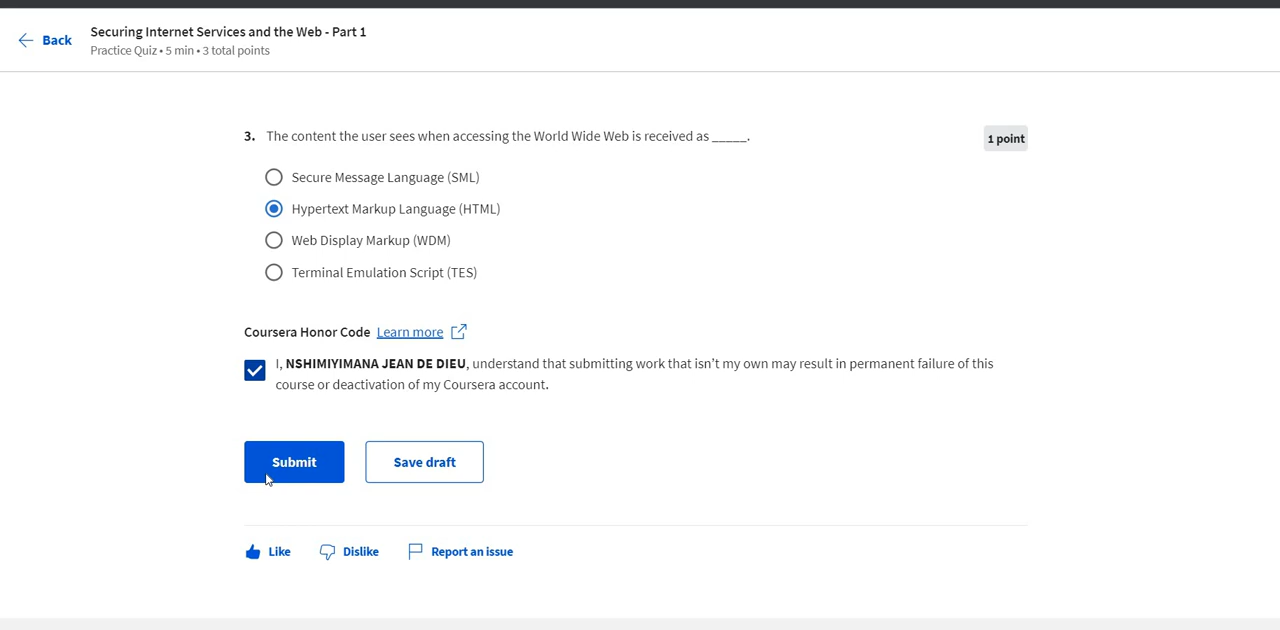 Back
Securing Internet Services and the Web - Part 1
Practice Quiz • 5 min • 3 total points
3. The content the user sees when accessing the World Wide Web is received as _____.
1 point
Secure Message Language (SML)
Hypertext Markup Language (HTML)
Web Display Markup (WDM)
Terminal Emulation Script (TES)
Coursera Honor Code Learn more
I, NSHIMIYIMANA JEAN DE DIEU, understand that submitting work that isn’t my own may result in permanent failure of this
course or deactivation of my Coursera account.
Submit
Save draft
Like
Dislike
Report an issue